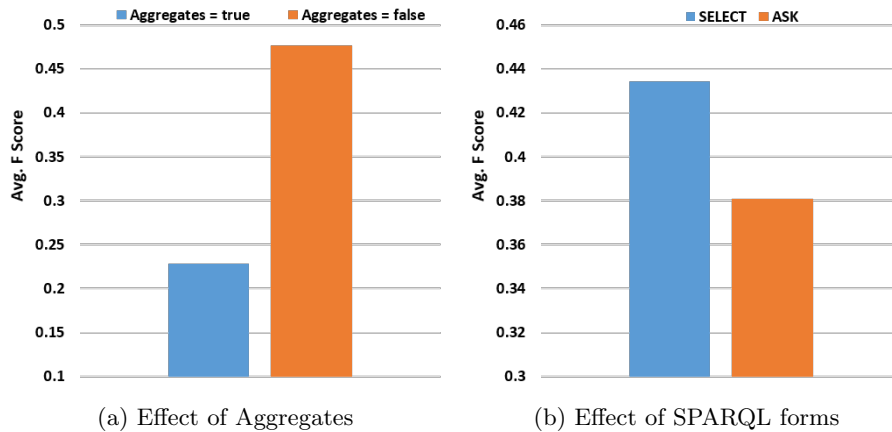 Aggregates = true
Aggregates = false
0.5
0.45
0.4
0.35
0.3
0.25
0.2
0.15
0.1
Avg. F Score
(a) Effect of Aggregates
SELECT
ASK
0.46
0.44
0.42
0.4
0.38
0.36
0.34
0.32
0.3
Avg. F Score
(b) Effect of SPARQL forms